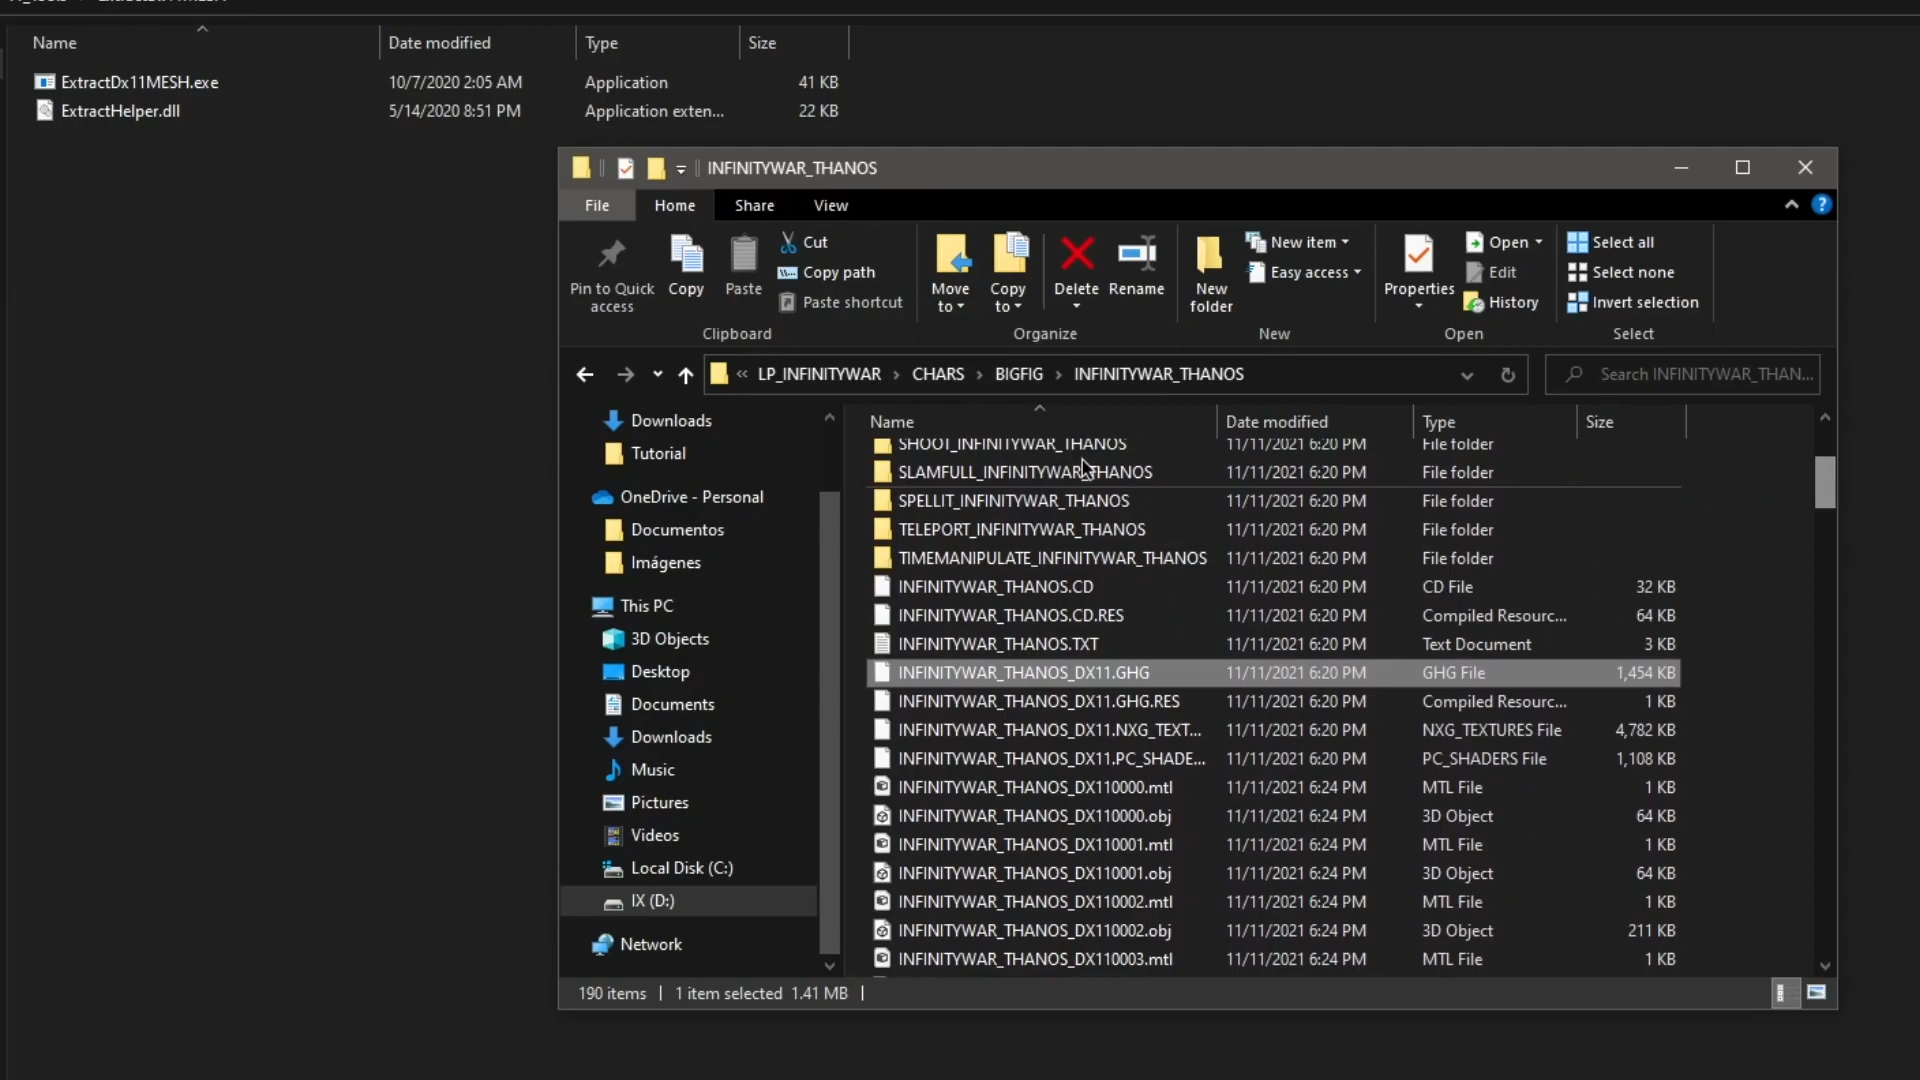 Name Date modified Type Size
ExtractDx11MESH.exe 10/7/2020 2:05 AM Application 41 KB
ExtractHelper.dll 5/14/2020 8:51 PM Application exten... 22 KB
INFINITYWAR_THANOS
File Home Share View
Pin to Quick access
Copy
Paste
Cut
Copy path
Paste shortcut
Clipboard
Move to
Copy to
Delete
Rename
Organize
New folder
New item
Easy access
New
Properties
Open
Edit
History
Open
Select all
Select none
Invert selection
Select
« LP_INFINITYWAR › CHARS › BIGFIG › INFINITYWAR_THANOS
Search INFINITYWAR_THAN...
Downloads
Tutorial
OneDrive - Personal
Documentos
Imágenes
This PC
3D Objects
Desktop
Documents
Downloads
Music
Pictures
Videos
Local Disk (C:)
IX (D:)
Network
Name Date modified Type Size
SHOOT_INFINITYWAR_THANOS 11/11/2021 6:20 PM File folder
SLAMFULL_INFINITYWAR_THANOS 11/11/2021 6:20 PM File folder
SPELLIT_INFINITYWAR_THANOS 11/11/2021 6:20 PM File folder
TELEPORT_INFINITYWAR_THANOS 11/11/2021 6:20 PM File folder
TIMEMANIPULATE_INFINITYWAR_THANOS 11/11/2021 6:20 PM File folder
INFINITYWAR_THANOS.CD 11/11/2021 6:20 PM CD File 32 KB
INFINITYWAR_THANOS.CD.RES 11/11/2021 6:20 PM Compiled Resourc... 64 KB
INFINITYWAR_THANOS.TXT 11/11/2021 6:20 PM Text Document 3 KB
INFINITYWAR_THANOS_DX11.GHG 11/11/2021 6:20 PM GHG File 1,454 KB
INFINITYWAR_THANOS_DX11.GHG.RES 11/11/2021 6:20 PM Compiled Resourc... 1 KB
INFINITYWAR_THANOS_DX11.NXG_TEXT... 11/11/2021 6:20 PM NXG_TEXTURES File 4,782 KB
INFINITYWAR_THANOS_DX11.PC_SHADE... 11/11/2021 6:20 PM PC_SHADERS File 1,108 KB
INFINITYWAR_THANOS_DX110000.mtl 11/11/2021 6:24 PM MTL File 1 KB
INFINITYWAR_THANOS_DX110000.obj 11/11/2021 6:24 PM 3D Object 64 KB
INFINITYWAR_THANOS_DX110001.mtl 11/11/2021 6:24 PM MTL File 1 KB
INFINITYWAR_THANOS_DX110001.obj 11/11/2021 6:24 PM 3D Object 64 KB
INFINITYWAR_THANOS_DX110002.mtl 11/11/2021 6:24 PM MTL File 1 KB
INFINITYWAR_THANOS_DX110002.obj 11/11/2021 6:24 PM 3D Object 211 KB
INFINITYWAR_THANOS_DX110003.mtl 11/11/2021 6:24 PM MTL File 1 KB
190 items 1 item selected 1.41 MB